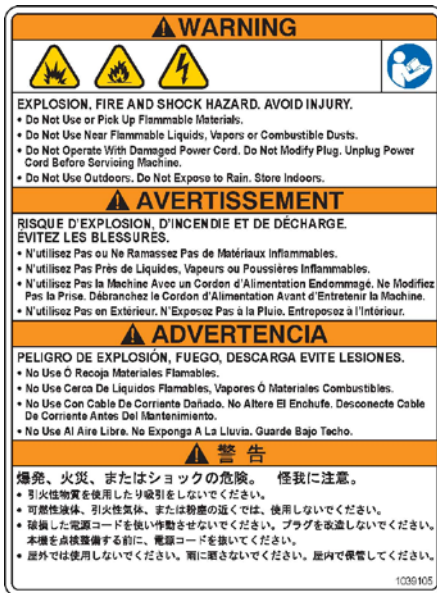 WARNING
EXPLOSION, FIRE AND SHOCK HAZARD. AVOID INJURY.
• Do Not Use or Pick Up Flammable Materials.
• Do Not Use Near Flammable Liquids, Vapors or Combustible Dusts.
• Do Not Operate With Damaged Power Cord. Do Not Modify Plug. Unplug Power
Cord Before Servicing Machine.
• Do Not Use Outdoors. Do Not Expose to Rain. Store Indoors.
AVERTISSEMENT
RISQUE D'EXPLOSION, D'INCENDIE ET DE DÉCHARGE.
ÉVITEZ LES BLESSURES.
• N'utilisez Pas ou Ne Ramassez Pas de Matériaux Inflammables.
• N'utilisez Pas Près de Liquides, Vapeurs ou Poussières Inflammables.
• N'utilisez Pas la Machine Avec un Cordon d'Alimentation Endommagé. Ne Modifiez
Pas la Prise. Débranchez le Cordon d'Alimentation Avant d'Entretenir la Machine.
• N'utilisez Pas en Extérieur. N'Exposez Pas à la Pluie. Entreposez à l'Intérieur.
ADVERTENCIA
PELIGRO DE EXPLOSIÓN, FUEGO, DESCARGA EVITE LESIONES.
• No Use Ó Recoja Materiales Flamables.
• No Use Cerca De Líquidos Flamables, Vapores Ó Materiales Combustibles.
• No Use Con Cable De Corriente Dañado. No Altere El Enchufe. Desconecte Cable
De Corriente Antes Del Mantenimiento.
• No Use Al Aire Libre. No Exponga A La Lluvia. Guarde Bajo Techo.
警告
爆発、火災、またはショックの危険。 怪我に注意。
• 引火性物質を使用したり吸引をしないでください。
• 可燃性液体、引火性気体、または粉塵の近くでは、使用しないでください。
• 破損した電源コードを使い作動させないでください。プラグを改造しないでください。
本機を点検整備する前に、電源コードを抜いてください。
• 屋外では使用しないでください。雨に晒さないでください。屋内で保管してください。
1039105